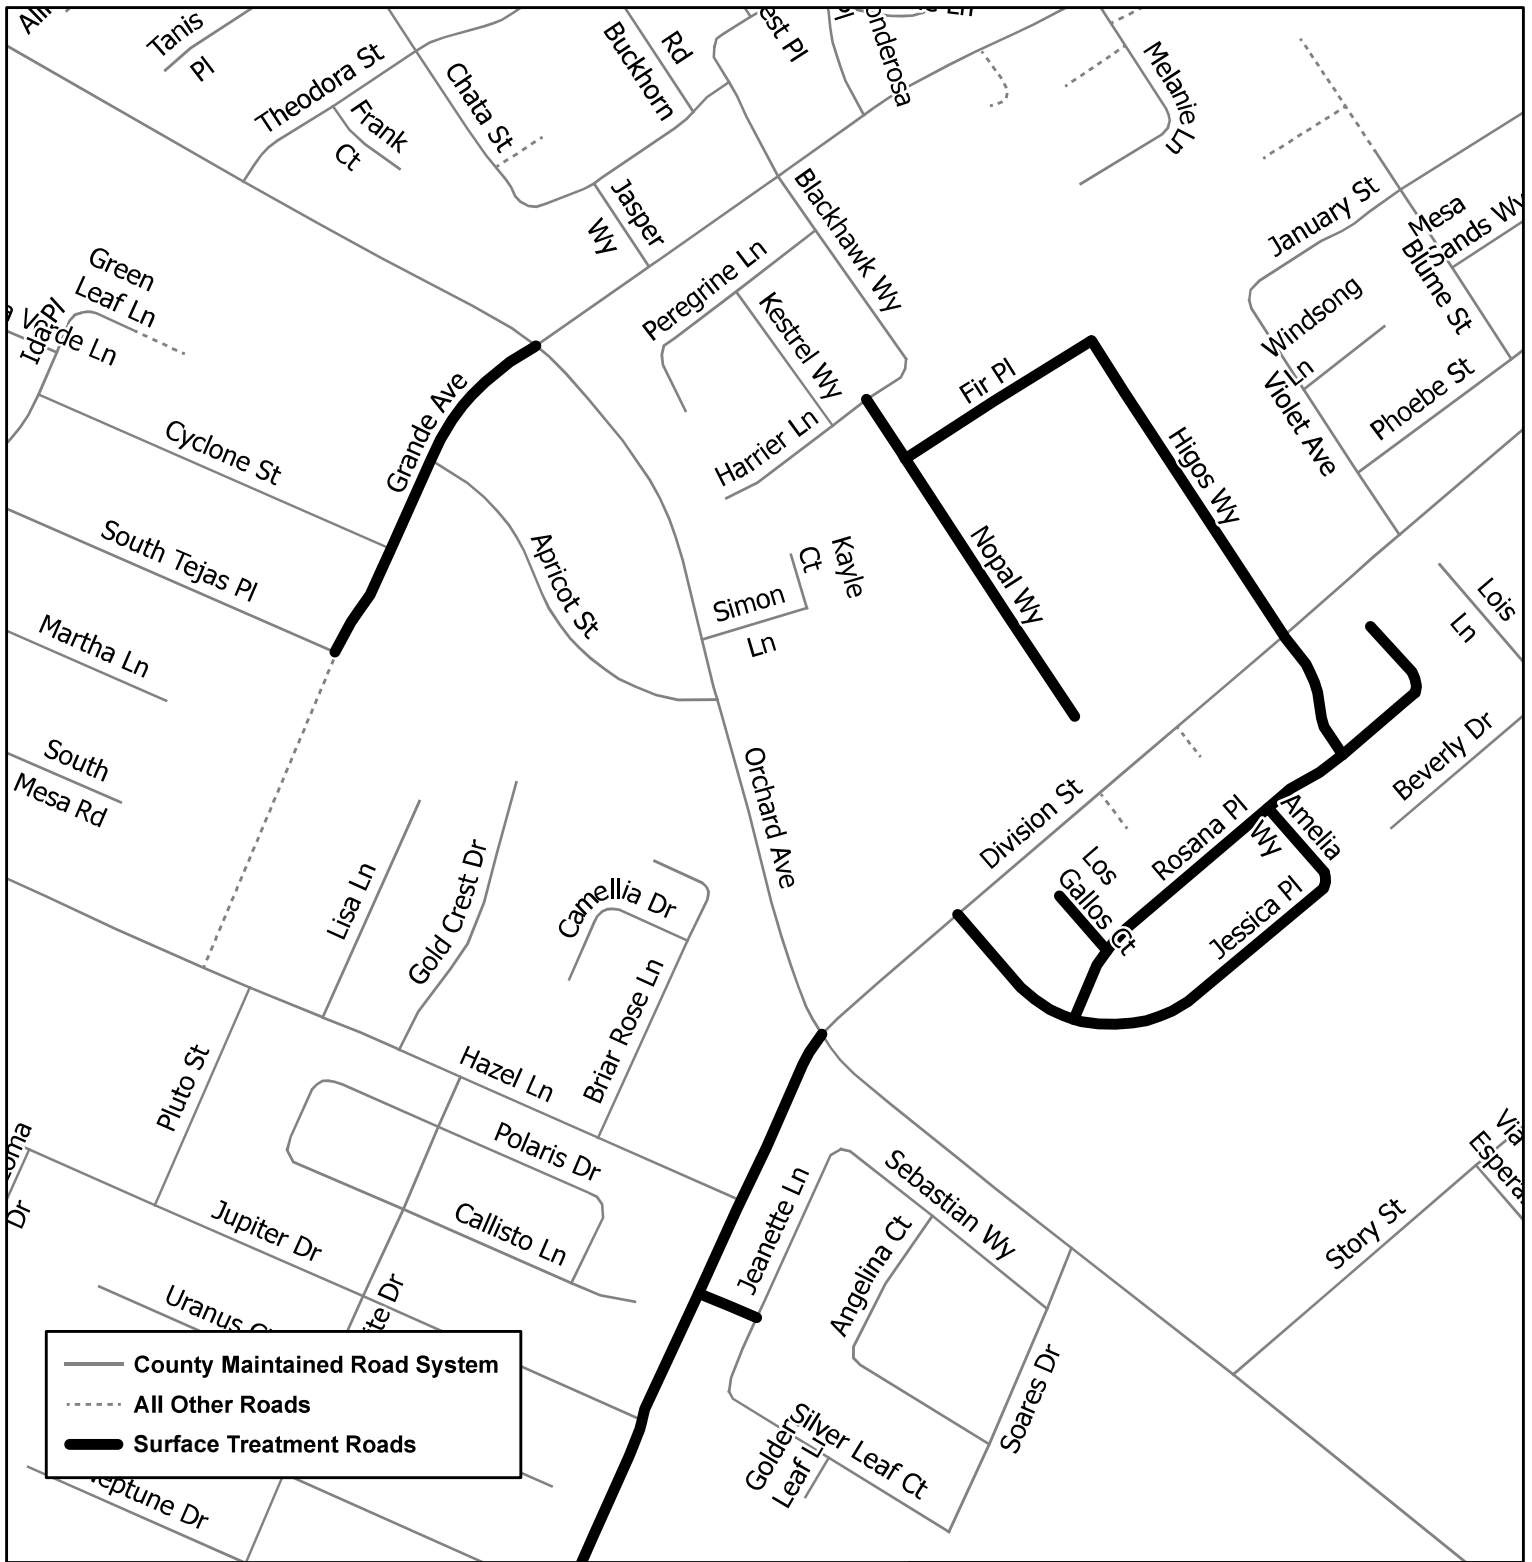 Tanis
Pl
Theodora St
Frank
Ct
Chata St
Buckhorn
Rd
Jasper
Wy
Melanie
Ln
January St
Mesa
Sands Wy
Blume St
Windsong
Ln
Violet Ave
Phoebe St
Green
Leaf Ln
Ida Pl
Peregrine Ln
Blackhawk Wy
Kestrel Wy
Harrier Ln
Fir Pl
Higos Wy
Nopal Wy
Grande Ave
Cyclone St
South Tejas Pl
Apricot St
Martha Ln
South
Mesa Rd
Simon
Ln
Kayle
Ct
Lois
Ln
Beverly Dr
Orchard Ave
Division St
Rosana Pl
Amelia
Wy
Los
Gallos Ct
Jessica Pl
Lisa Ln
Gold Crest Dr
Camellia Dr
Briar Rose Ln
Hazel Ln
Pluto St
Polaris Dr
Callisto Ln
Jupiter Dr
Dr
Jeanette Ln
Sebastian Wy
Angelina Ct
Soares Dr
Silver Leaf Ct
Story St
Via
County Maintained Road System
All Other Roads
Surface Treatment Roads